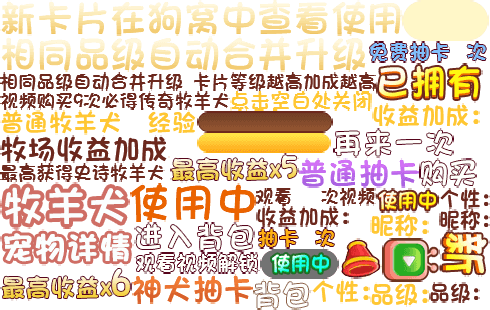 新卡片在狗窝中查看使用
相同品级自动合并升级
免费抽卡 次
相同品级自动合并升级 卡片等级越高加成越高
已拥有
视频购买9次必得传奇牧羊犬
点击空白处关闭
收益加成:
普通牧羊犬 经验
再来一次
牧场收益加成
最高获得史诗牧羊犬
最高收益x5
普通抽卡
购买
牧羊犬
使用中
观看 次视频
使用中
个性:
收益加成:
昵称:
昵称:
宠物详情
进入背包
抽卡 次
观看视频解锁
使用中
最高收益x6
神犬抽卡
背包
个性:
品级:
品级: